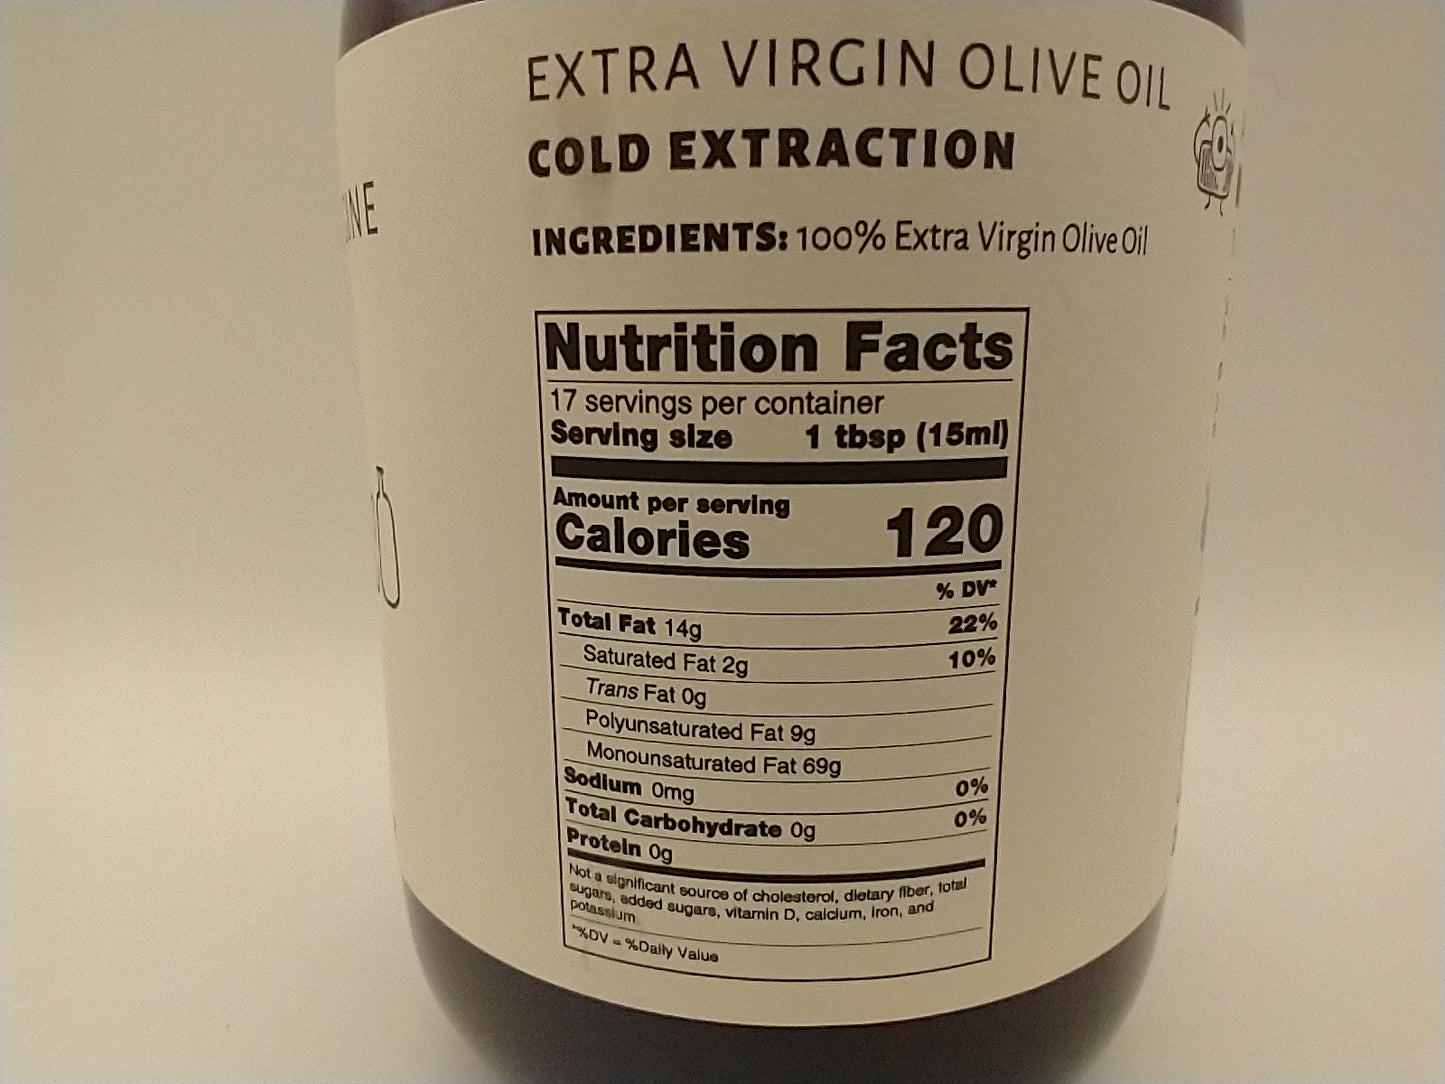 EXTRA VIRGIN OLIVE OIL
COLD EXTRACTION
INGREDIENTS: 100% Extra Virgin Olive Oil
Nutrition Facts
17 servings per container
Serving size 1 tbsp (15ml)
Amount per serving
Calories 120
% DV*
Total Fat 14g 22%
Saturated Fat 2g 10%
Trans Fat 0g
Polyunsaturated Fat 9g
Monounsaturated Fat 69g
Sodium 0mg 0%
Total Carbohydrate 0g 0%
Protein 0g
Not a significant source of cholesterol, dietary fiber, total
sugars, added sugars, vitamin D, calcium, iron, and
potassium
*%DV = %Daily Value